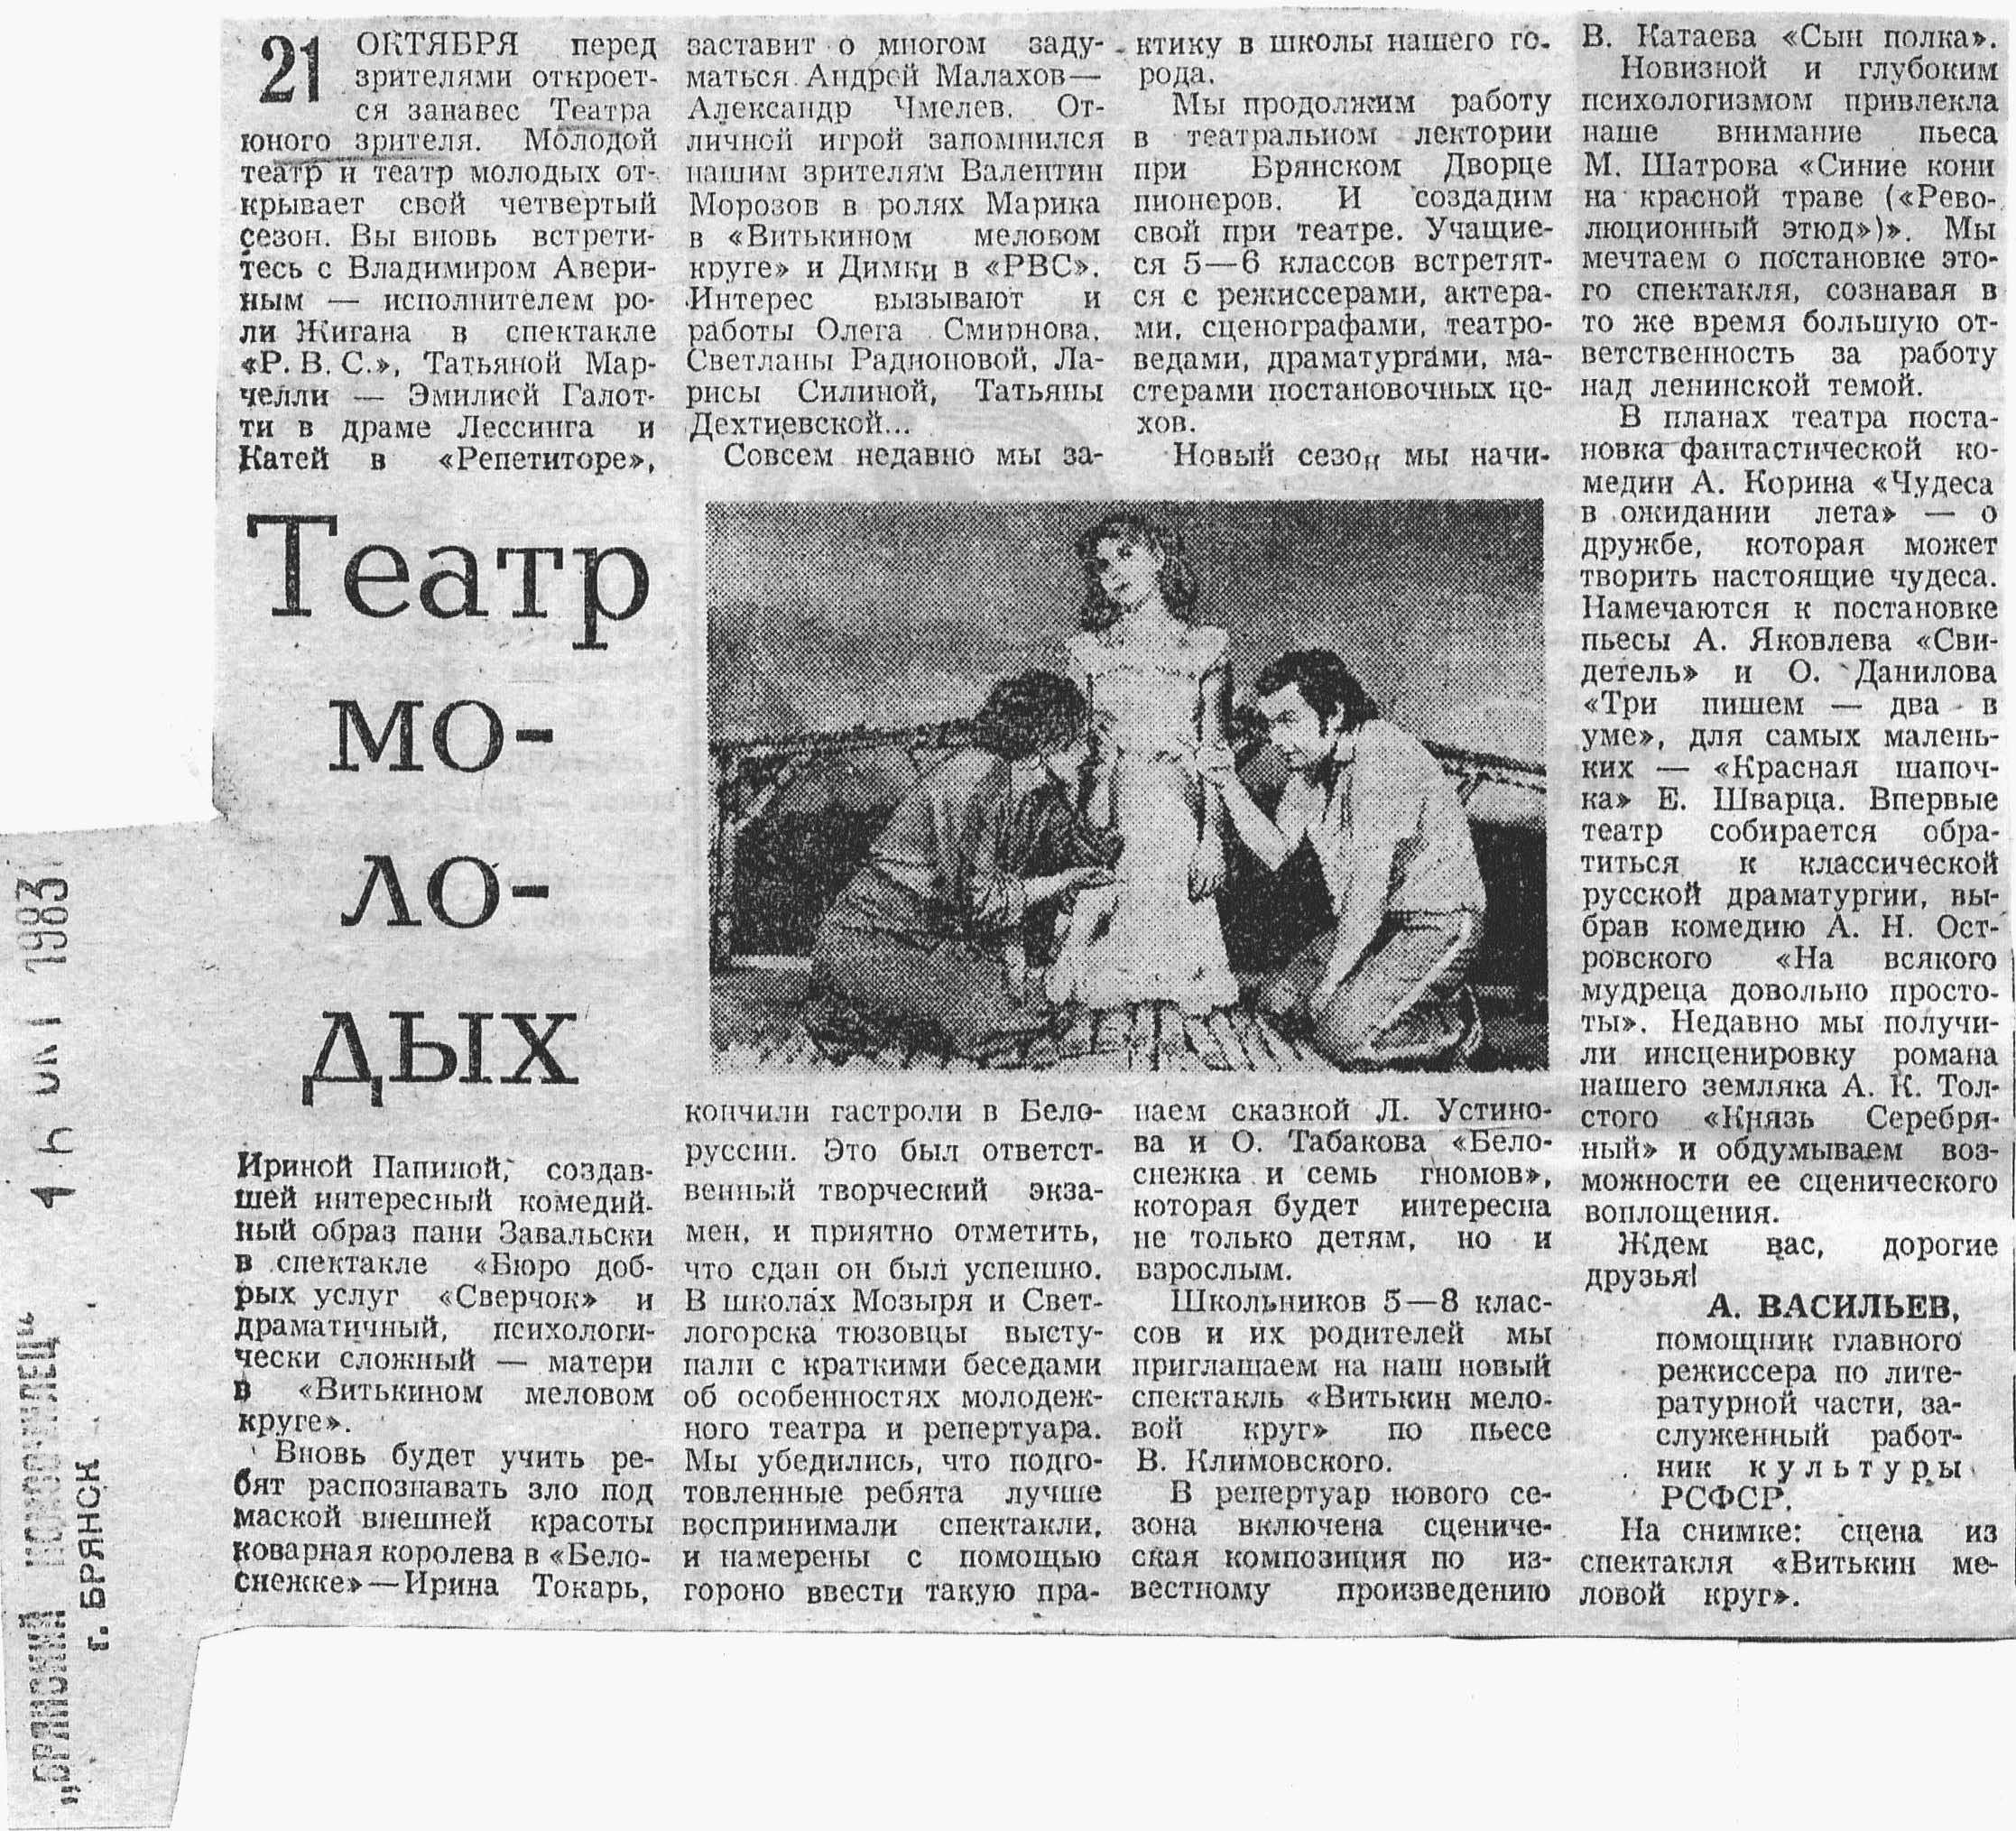 21 ОКТЯБРЯ перед
зрителями откроет-
ся занавес Театра
юного зрителя. Молодой
театр и театр молодых от-
крывает свой четвертый
сезон. Вы вновь встрети-
тесь с Владимиром Авери-
ным — исполнителем ро-
ли Жигана в спектакле
«Р. В. С.», Татьяной Мар-
челли — Эмилией Галот-
ти в драме Лессинга и
Катей в «Репетиторе»,
Театр
мо-
ло-
дых
Ириной Папиной, создав-
шей интересный комедий-
ный образ пани Завальски
в спектакле «Бюро доб-
рых услуг «Сверчок» и
драматичный, психологи-
чески сложный — матери
в «Витькином меловом
круге».
Вновь будет учить ре-
бят распознавать зло под
маской внешней красоты
коварная королева в «Бело-
снежке»—Ирина Токарь,
заставит о многом заду-
маться Андрей Малахов—
Александр Чмелев. От-
личной игрой запомнился
нашим зрителям Валентин
Морозов в ролях Марика
в «Витькином меловом
круге» и Димки в «РВС».
Интерес вызывают и
работы Олега Смирнова,
Светланы Радионовой, Ла-
рисы Силиной, Татьяны
Дехтиевской...
Совсем недавно мы за-
кончили гастроли в Бело-
руссии. Это был ответст-
венный творческий экза-
мен, и приятно отметить,
что сдан он был успешно.
В школах Мозыря и Свет-
логорска тюзовцы высту-
пали с краткими беседами
об особенностях молодеж-
ного театра и репертуара.
Мы убедились, что подго-
товленные ребята лучше
воспринимали спектакли,
и намерены с помощью
гороно ввести такую пра-
ктику в школы нашего го-
рода.
Мы продолжим работу
в театральном лектории
при Брянском Дворце
пионеров. И создадим
свой при театре. Учащие-
ся 5—6 классов встретят-
ся с режиссерами, актера-
ми, сценографами, театро-
ведами, драматургами, ма-
стерами постановочных це-
хов.
Новый сезон мы начи-
наем сказкой Л. Устино-
ва и О. Табакова «Бело-
снежка и семь гномов»,
которая будет интересна
не только детям, но и
взрослым.
Школьников 5—8 клас-
сов и их родителей мы
приглашаем на наш новый
спектакль «Витькин мело-
вой круг» по пьесе
В. Климовского.
В репертуар нового се-
зона включена сцениче-
ская композиция по из-
вестному произведению
В. Катаева «Сын полка».
Новизной и глубоким
психологизмом привлекла
наше внимание пьеса
М. Шатрова «Синие кони
на красной траве («Рево-
люционный этюд»)». Мы
мечтаем о постановке это-
го спектакля, сознавая в
то же время большую от-
ветственность за работу
над ленинской темой.
В планах театра поста-
новка фантастической ко-
медии А. Корина «Чудеса
в ожидании лета» — о
дружбе, которая может
творить настоящие чудеса.
Намечаются к постановке
пьесы А. Яковлева «Сви-
детель» и О. Данилова
«Три пишем — два в
уме», для самых малень-
ких — «Красная шапоч-
ка» Е. Шварца. Впервые
театр собирается обра-
титься к классической
русской драматургии, вы-
брав комедию А. Н. Ост-
ровского «На всякого
мудреца довольно просто-
ты». Недавно мы получи-
ли инсценировку романа
нашего земляка А. К. Тол-
стого «Князь Серебря-
ный» и обдумываем воз-
можности ее сценического
воплощения.
Ждем вас, дорогие
друзья!
А. ВАСИЛЬЕВ,
помощник главного
режиссера по лите-
ратурной части, за-
служенный работ-
ник культуры
РСФСР.
На снимке: сцена из
спектакля «Витькин ме-
ловой круг».
ОКТ 1983
„БРЯНСКИЙ КОМСОМОЛЕЦ“
г. БРЯНСК